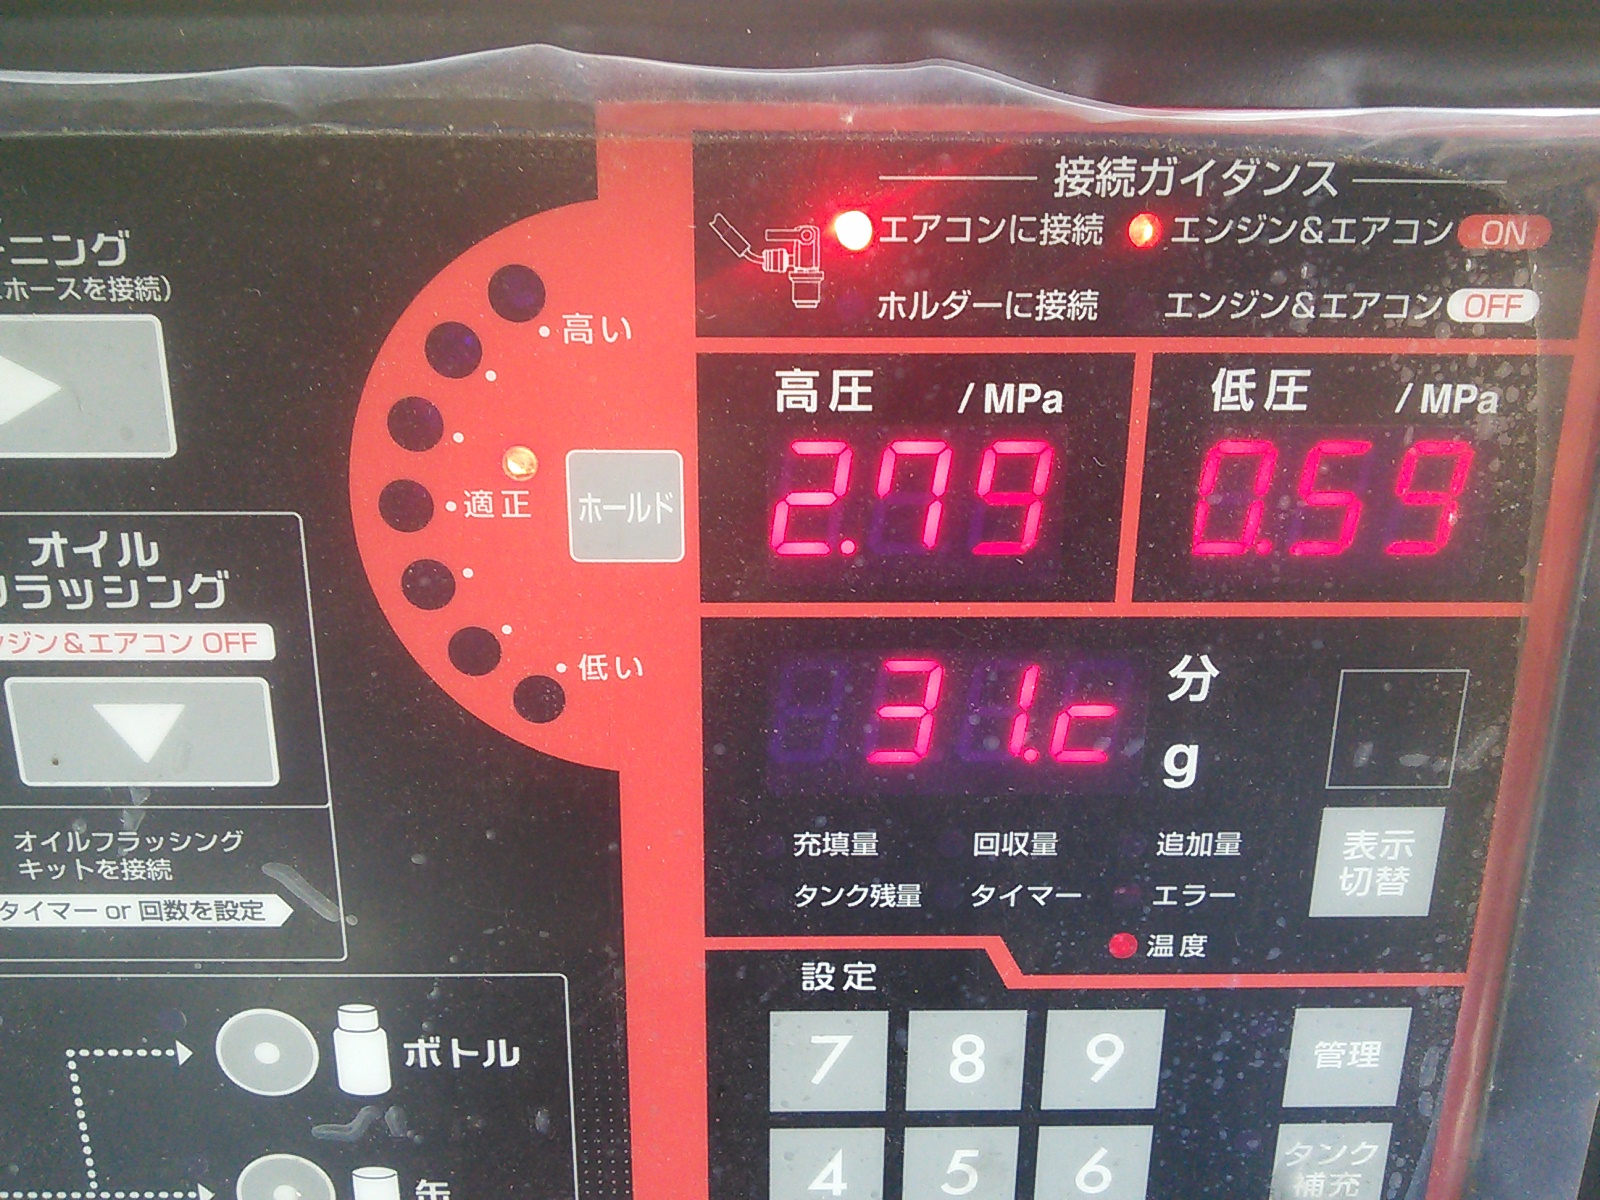 接続ガイダンス
エアコンに接続 エンジン&エアコン ON
ホルダーに接続 エンジン&エアコン OFF
ーニング
ホースを接続)
高い
適正
低い
ホールド
高圧 /MPa 低圧 /MPa
2.79 0.59
31.c 分
g
オイル
フラッシング
ンジン&エアコン OFF
オイルフラッシング
キットを接続
タイマー or 回数を設定
充填量 回収量 追加量
タンク残量 タイマー エラー
温度
表示
切替
設定
7 8 9 管理
4 5 6 タンク
補充
ボトル
缶